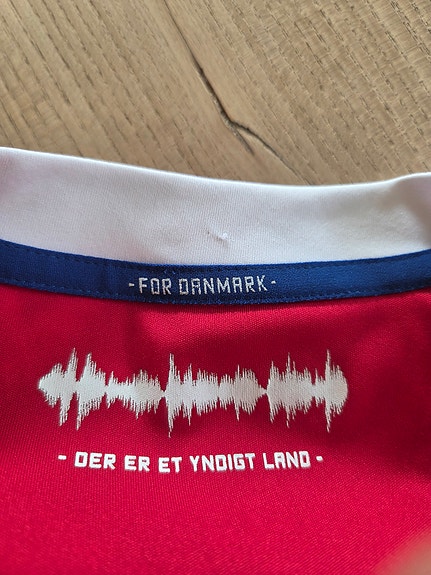 -FOR DANMARK-
- DER ER ET YNDIGT LAND -